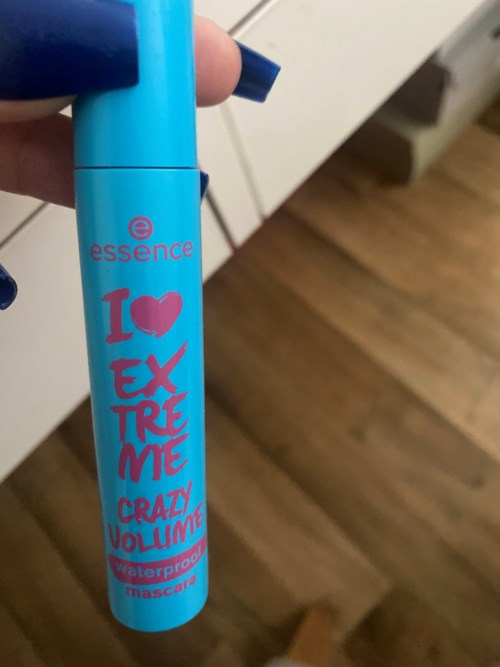 essence
I
EX
TRE
ME
CRAZY
VOLUME
waterproof
mascara